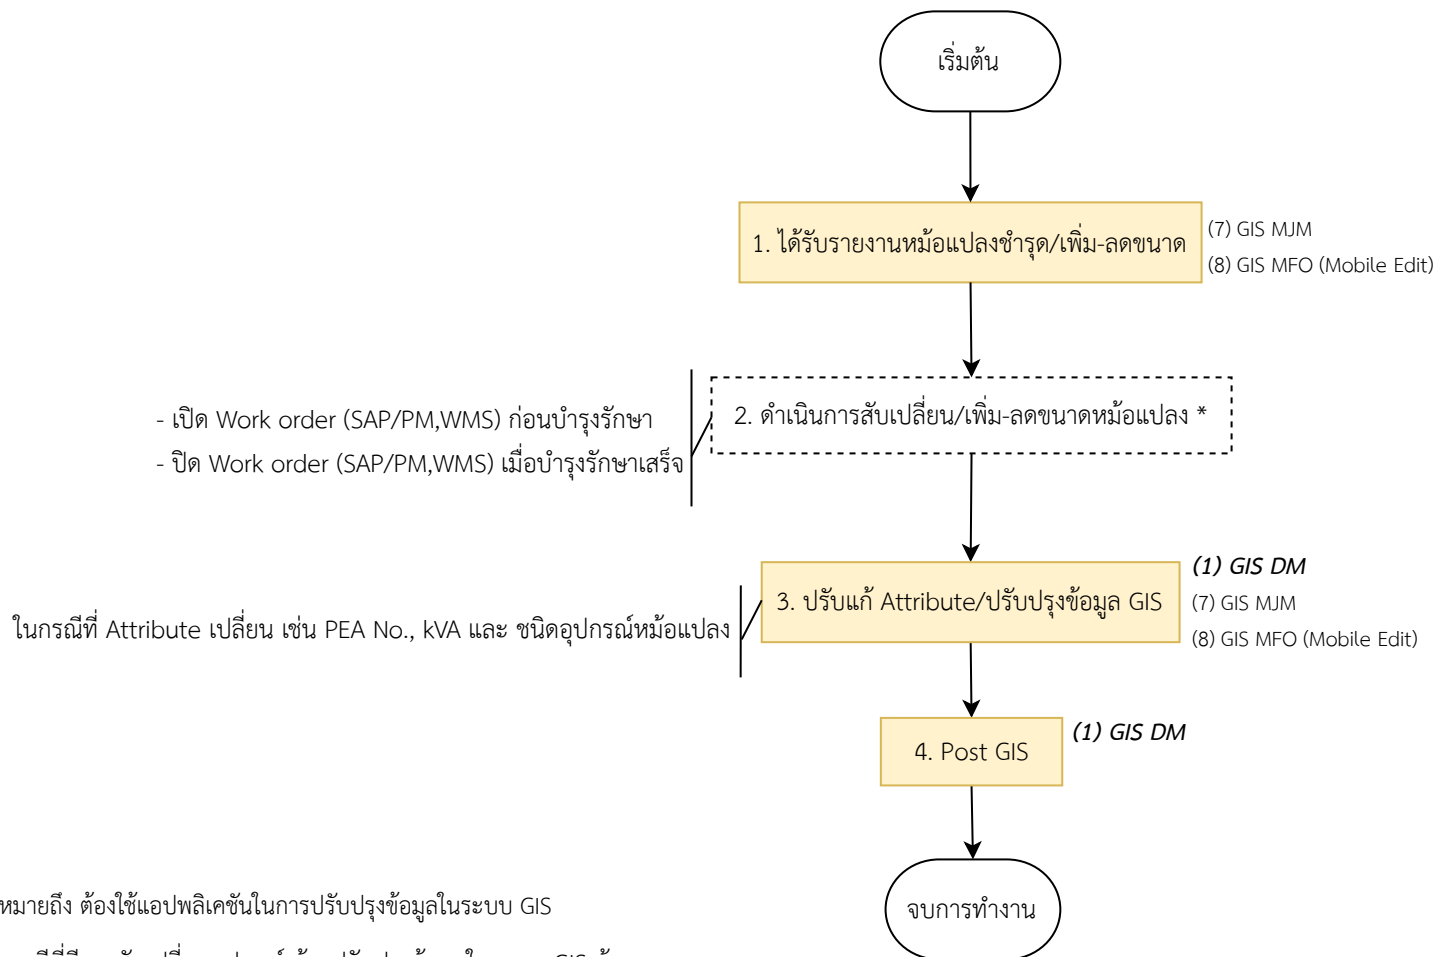 เริ่มต้น
1. ได้รับรายงานหม้อแปลงชำรุด/เพิ่ม-ลดขนาด
(7) GIS MJM
(8) GIS MFO (Mobile Edit)
2. ดำเนินการสับเปลี่ยน/เพิ่ม-ลดขนาดหม้อแปลง *
- เปิด Work order (SAP/PM,WMS) ก่อนบำรุงรักษา
- ปิด Work order (SAP/PM,WMS) เมื่อบำรุงรักษาเสร็จ
3. ปรับแก้ Attribute/ปรับปรุงข้อมูล GIS
(1) GIS DM
(7) GIS MJM
(8) GIS MFO (Mobile Edit)
ในกรณีที่ Attribute เปลี่ยน เช่น PEA No., kVA และ ชนิดอุปกรณ์หม้อแปลง
4. Post GIS
(1) GIS DM
จบการทำงาน
หมายถึง ต้องใช้แอปพลิเคชันในการปรับปรุงข้อมูลในระบบ GIS